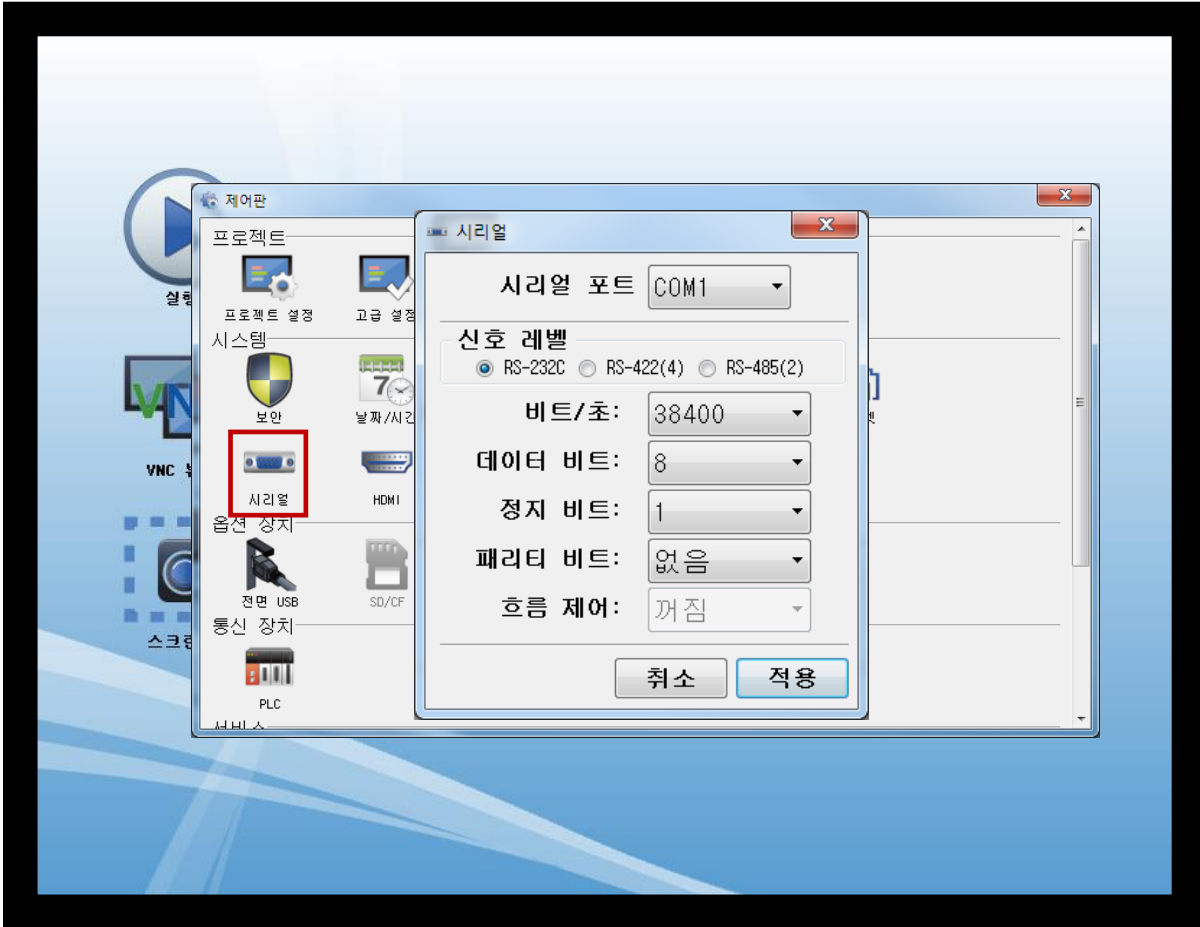 제어판
프로젝트
프로젝트 설정
고급 설정
시스템
보안
날짜/시간
시리얼
HDMI
옵션 장치
전면 USB
SD/CF
통신 장치
PLC
서비스
VNC
시리얼
시리얼 포트 COM1
신호 레벨
RS-232C RS-422(4) RS-485(2)
비트/초: 38400
데이터 비트: 8
정지 비트: 1
패리티 비트: 없음
흐름 제어: 꺼짐
취소 적용